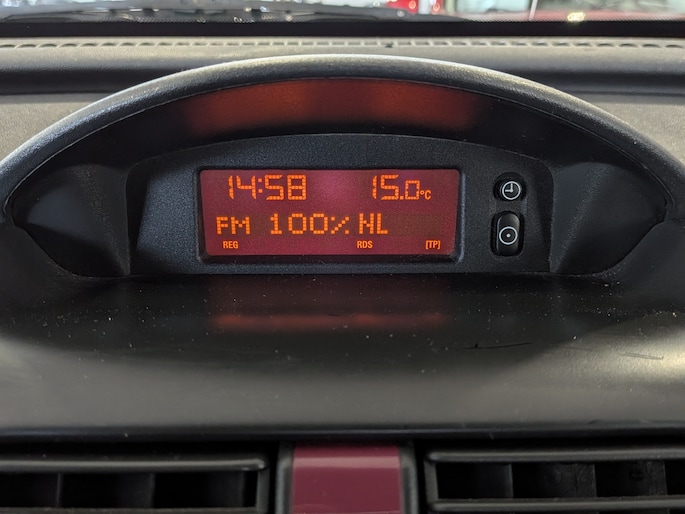 14:58 15.0°C
FM 100% NL
REG RDS [TP]